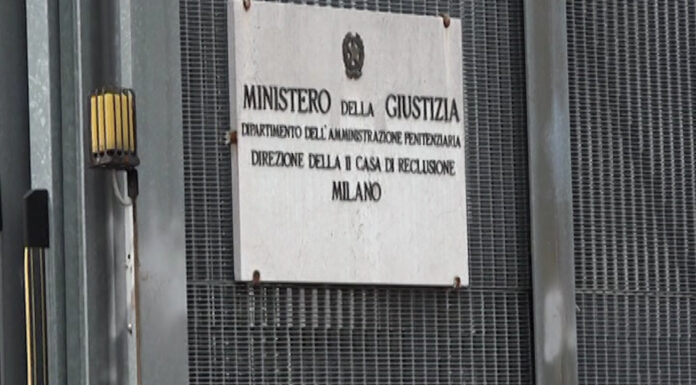 MINISTERO DELLA GIUSTIZIA
DIPARTIMENTO DELL'AMMINISTRAZIONE PENITENZIARIA
DIREZIONE DELLA II CASA DI RECLUSIONE
MILANO